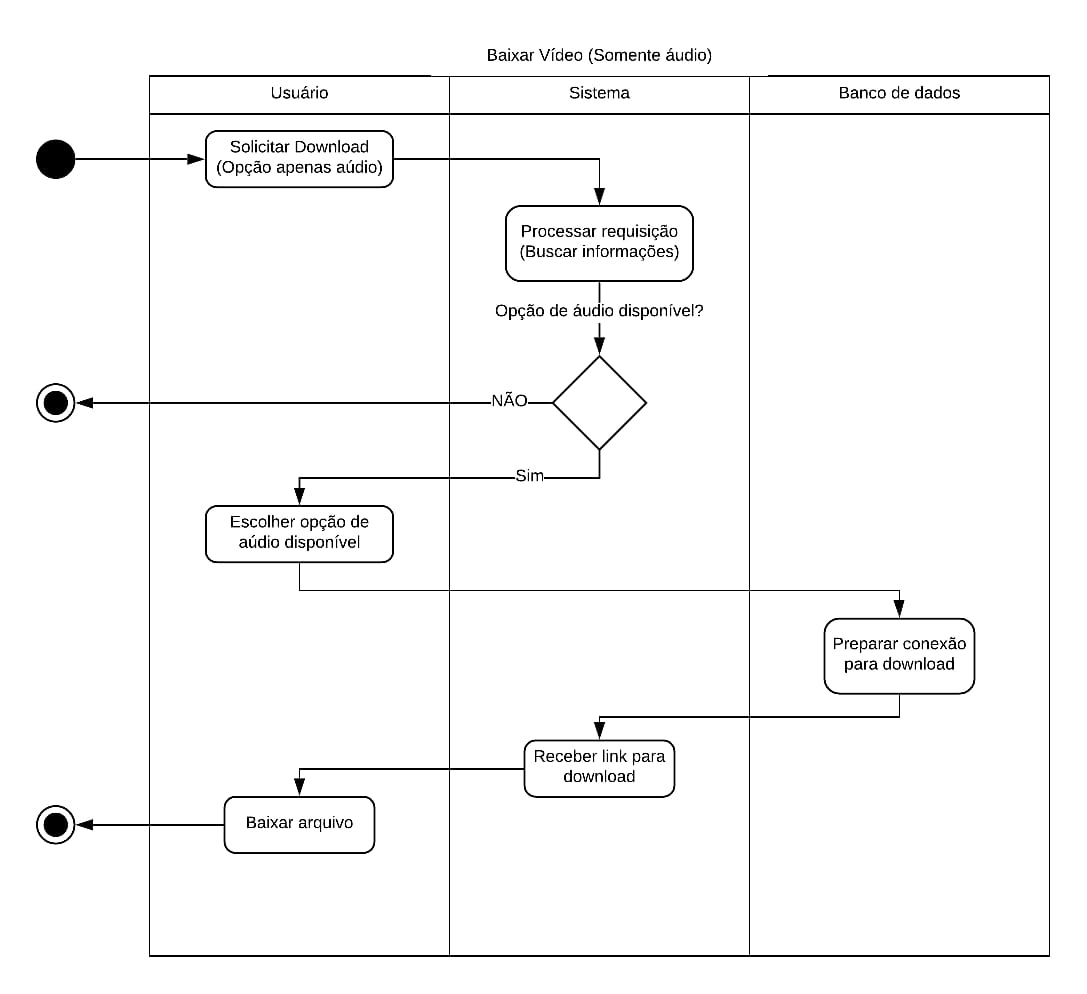 Baixar Vídeo (Somente áudio)
Usuário
Sistema
Banco de dados
Solicitar Download
(Opção apenas aúdio)
Processar requisição
(Buscar informações)
Opção de áudio disponível?
NÃO
Sim
Escolher opção de
aúdio disponível
Preparar conexão
para download
Receber link para
download
Baixar arquivo